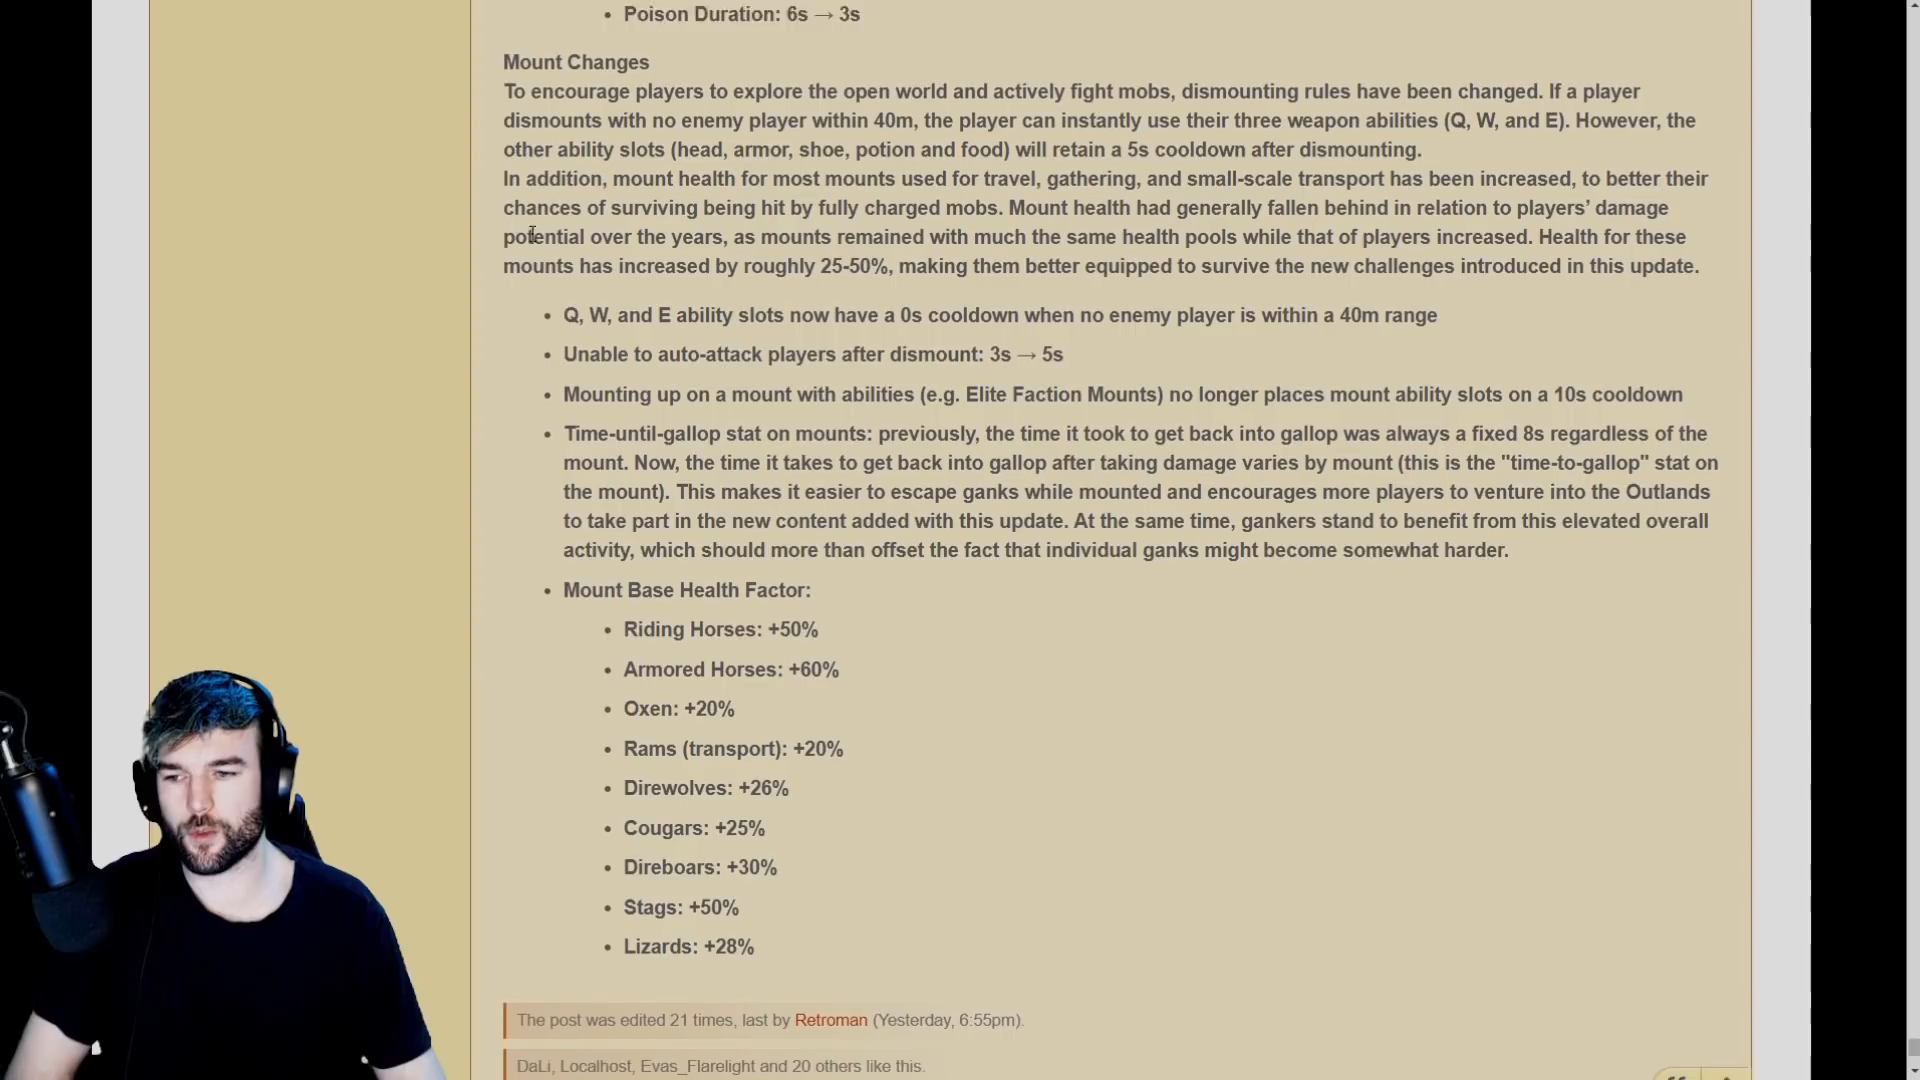 • Poison Duration: 6s → 3s
Mount Changes
To encourage players to explore the open world and actively fight mobs, dismounting rules have been changed. If a player
dismounts with no enemy player within 40m, the player can instantly use their three weapon abilities (Q, W, and E). However, the
other ability slots (head, armor, shoe, potion and food) will retain a 5s cooldown after dismounting.
In addition, mount health for most mounts used for travel, gathering, and small-scale transport has been increased, to better their
chances of surviving being hit by fully charged mobs. Mount health had generally fallen behind in relation to players’ damage
potential over the years, as mounts remained with much the same health pools while that of players increased. Health for these
mounts has increased by roughly 25-50%, making them better equipped to survive the new challenges introduced in this update.
• Q, W, and E ability slots now have a 0s cooldown when no enemy player is within a 40m range
• Unable to auto-attack players after dismount: 3s → 5s
• Mounting up on a mount with abilities (e.g. Elite Faction Mounts) no longer places mount ability slots on a 10s cooldown
• Time-until-gallop stat on mounts: previously, the time it took to get back into gallop was always a fixed 8s regardless of the
mount. Now, the time it takes to get back into gallop after taking damage varies by mount (this is the "time-to-gallop" stat on
the mount). This makes it easier to escape ganks while mounted and encourages more players to venture into the Outlands
to take part in the new content added with this update. At the same time, gankers stand to benefit from this elevated overall
activity, which should more than offset the fact that individual ganks might become somewhat harder.
• Mount Base Health Factor:
• Riding Horses: +50%
• Armored Horses: +60%
• Oxen: +20%
• Rams (transport): +20%
• Direwolves: +26%
• Cougars: +25%
• Direboars: +30%
• Stags: +50%
• Lizards: +28%
The post was edited 21 times, last by Retroman (Yesterday, 6:55pm).
DaLi, Localhost, Evas_Flarelight and 20 others like this.